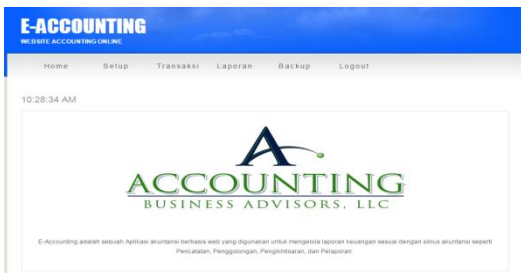 E-ACCOUNTING
WEBSITE ACCOUNTING ONLINE
Home Setup Transaksi Laporan Backup Logout
10:28:34 AM
A
ACCOUNTING
BUSINESS ADVISORS, LLC
E-Accounting adalah sebuah Aplikasi akuntansi berbasis web yang digunakan untuk mengelola laporan keuangan sesuai dengan siklus akuntansi seperti
Pencatatan, Penggolongan, Pengikhtisaran, dan Pelaporan.